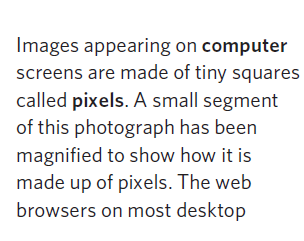 Images appearing on computer
screens are made of tiny squares
called pixels. A small segment
of this photograph has been
magnified to show how it is
made up of pixels. The web
browsers on most desktop